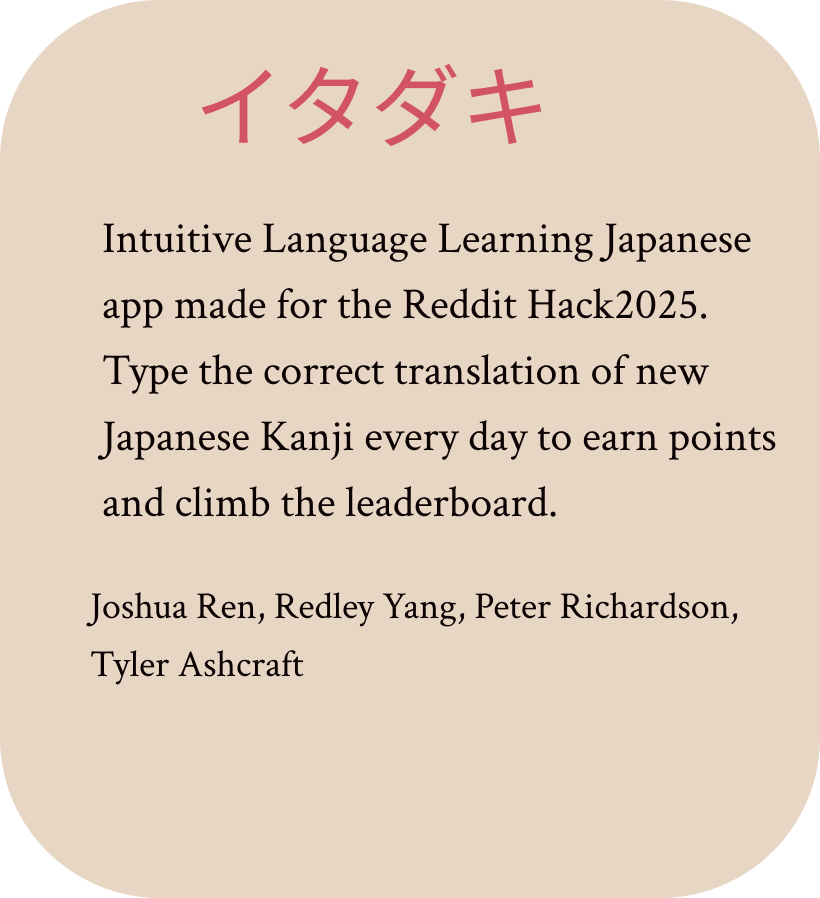 イタダキ
Intuitive Language Learning Japanese
app made for the Reddit Hack2025.
Type the correct translation of new
Japanese Kanji every day to earn points
and climb the leaderboard.
Joshua Ren, Redley Yang, Peter Richardson,
Tyler Ashcraft